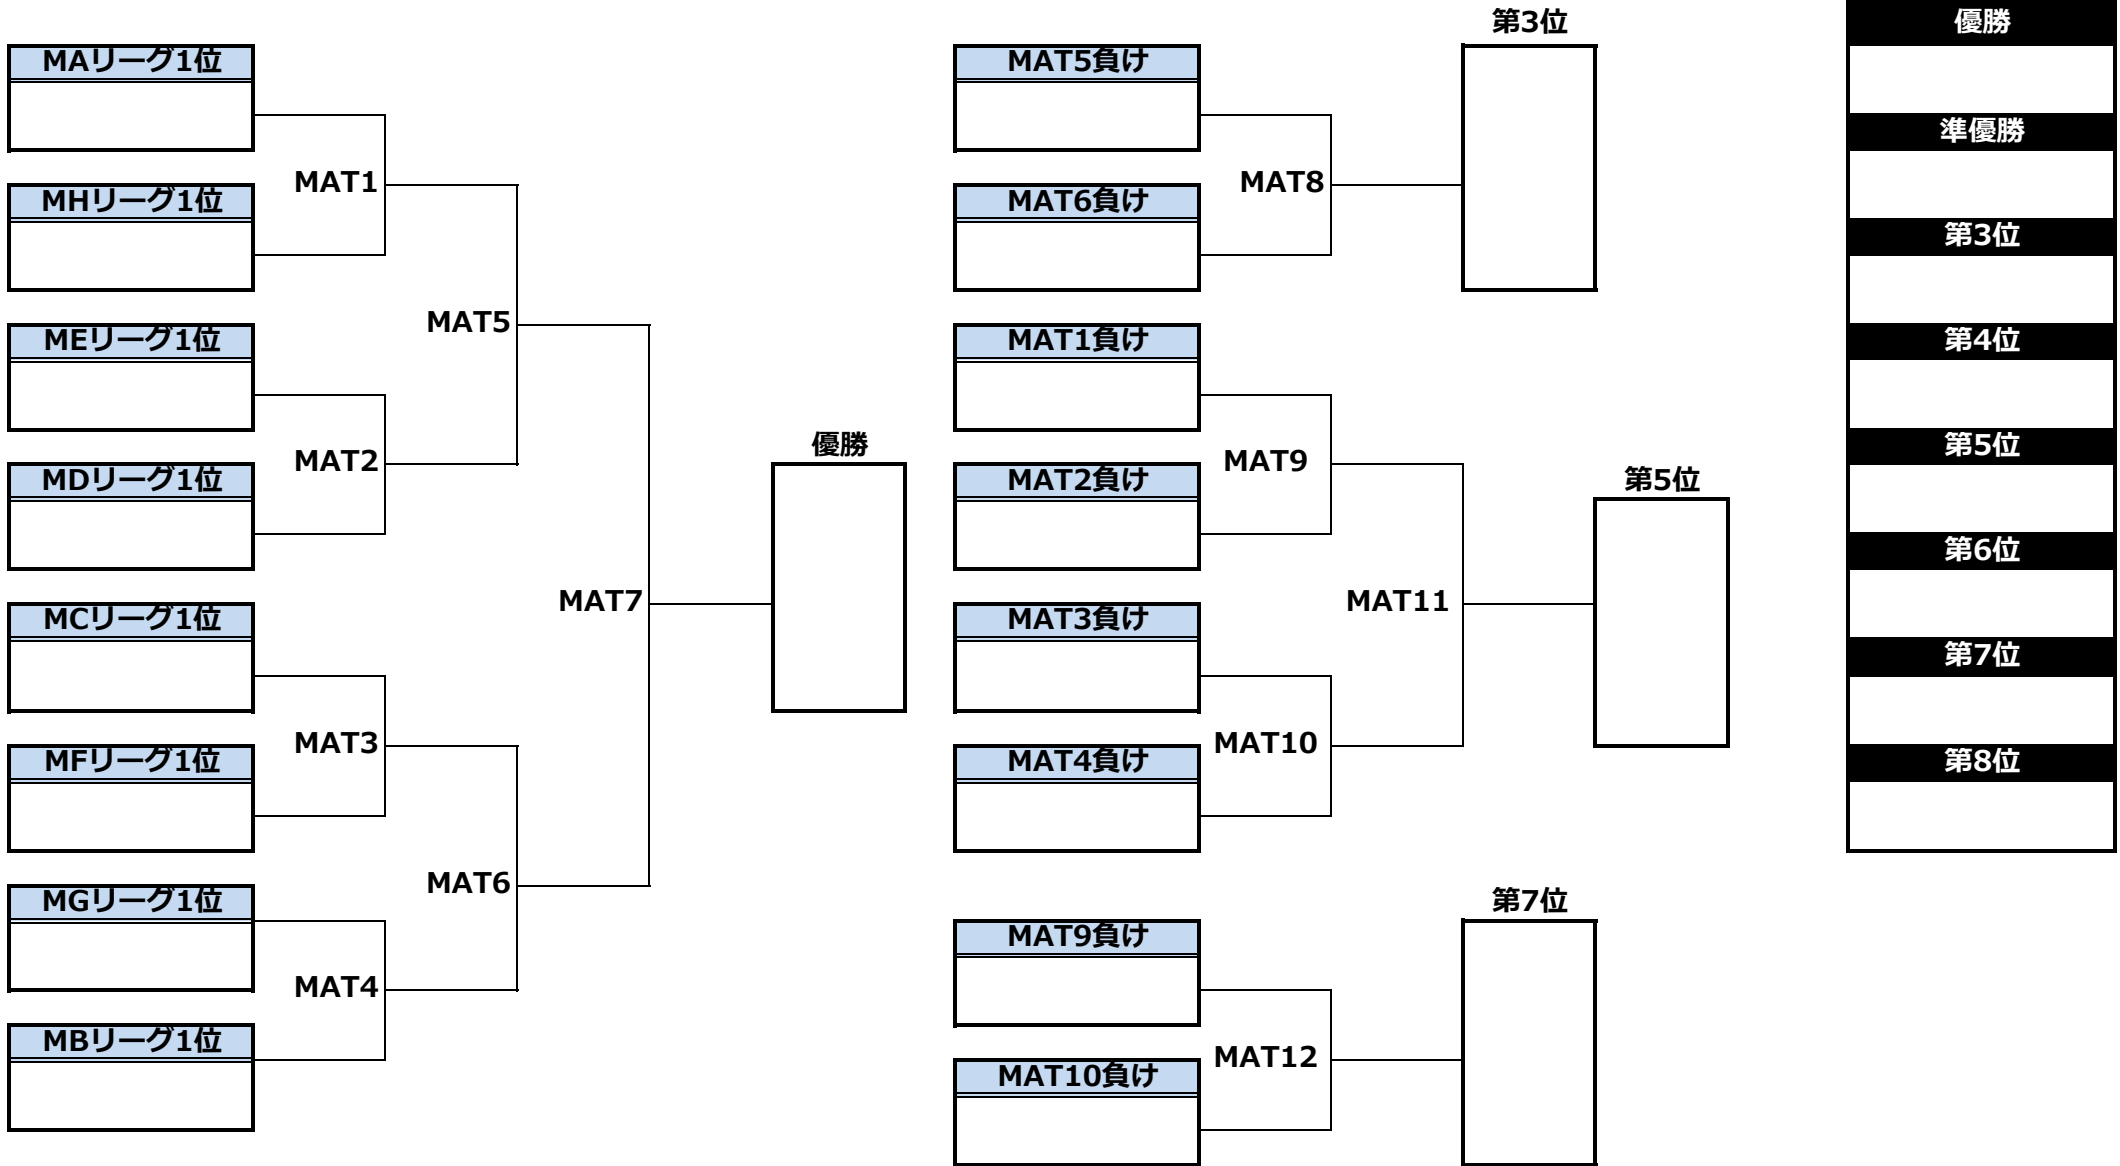 MAリーグ1位
MHリーグ1位
MAT1
MEリーグ1位
MAT5
MDリーグ1位
MAT2
優勝
MCリーグ1位
MAT7
MFリーグ1位
MAT3
MGリーグ1位
MAT6
MAT4
MBリーグ1位
第3位
MAT5負け
MAT8
MAT6負け
MAT1負け
MAT2負け
MAT9
第5位
MAT3負け
MAT11
MAT4負け
MAT10
第7位
MAT9負け
MAT12
MAT10負け
優勝
準優勝
第3位
第4位
第5位
第6位
第7位
第8位